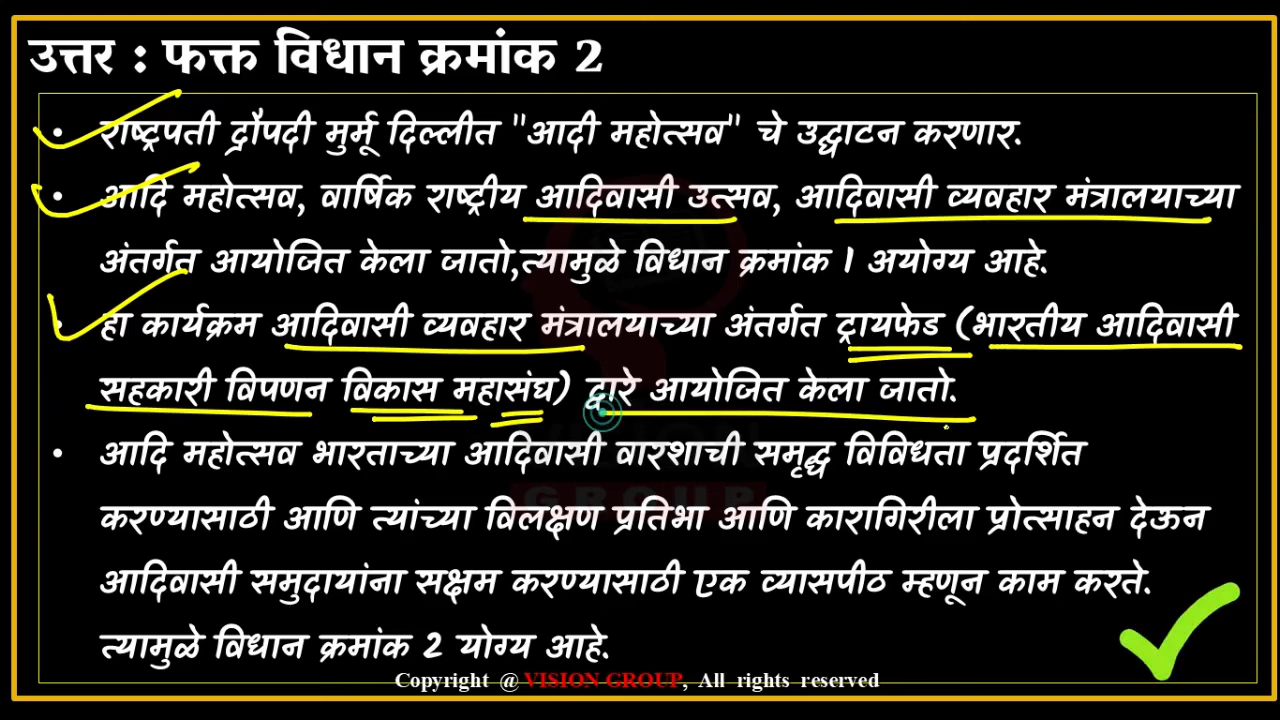 उत्तर : फक्त विधान क्रमांक 2
• राष्ट्रपती द्रौपदी मुर्मू दिल्लीत "आदी महोत्सव" चे उद्घाटन करणार.
• आदि महोत्सव, वार्षिक राष्ट्रीय आदिवासी उत्सव, आदिवासी व्यवहार मंत्रालयाच्या
अंतर्गत आयोजित केला जातो,त्यामुळे विधान क्रमांक 1 अयोग्य आहे.
• हा कार्यक्रम आदिवासी व्यवहार मंत्रालयाच्या अंतर्गत ट्रायफेड (भारतीय आदिवासी
सहकारी विपणन विकास महासंघ) द्वारे आयोजित केला जातो.
• आदि महोत्सव भारताच्या आदिवासी वारशाची समृद्ध विविधता प्रदर्शित
करण्यासाठी आणि त्यांच्या विलक्षण प्रतिभा आणि कारागिरीला प्रोत्साहन देऊन
आदिवासी समुदायांना सक्षम करण्यासाठी एक व्यासपीठ म्हणून काम करते.
त्यामुळे विधान क्रमांक 2 योग्य आहे.
Copyright @ VISION GROUP, All rights reserved